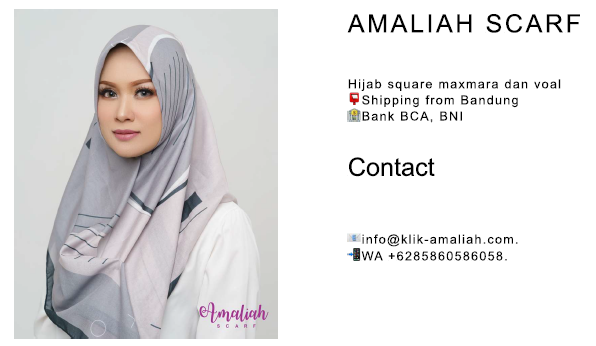 AMALIAH SCARF
Hijab square maxmara dan voal
Shipping from Bandung
Bank BCA, BNI
Contact
info@klik-amaliah.com.
WA +6285860586058.
Amaliah
SCARF